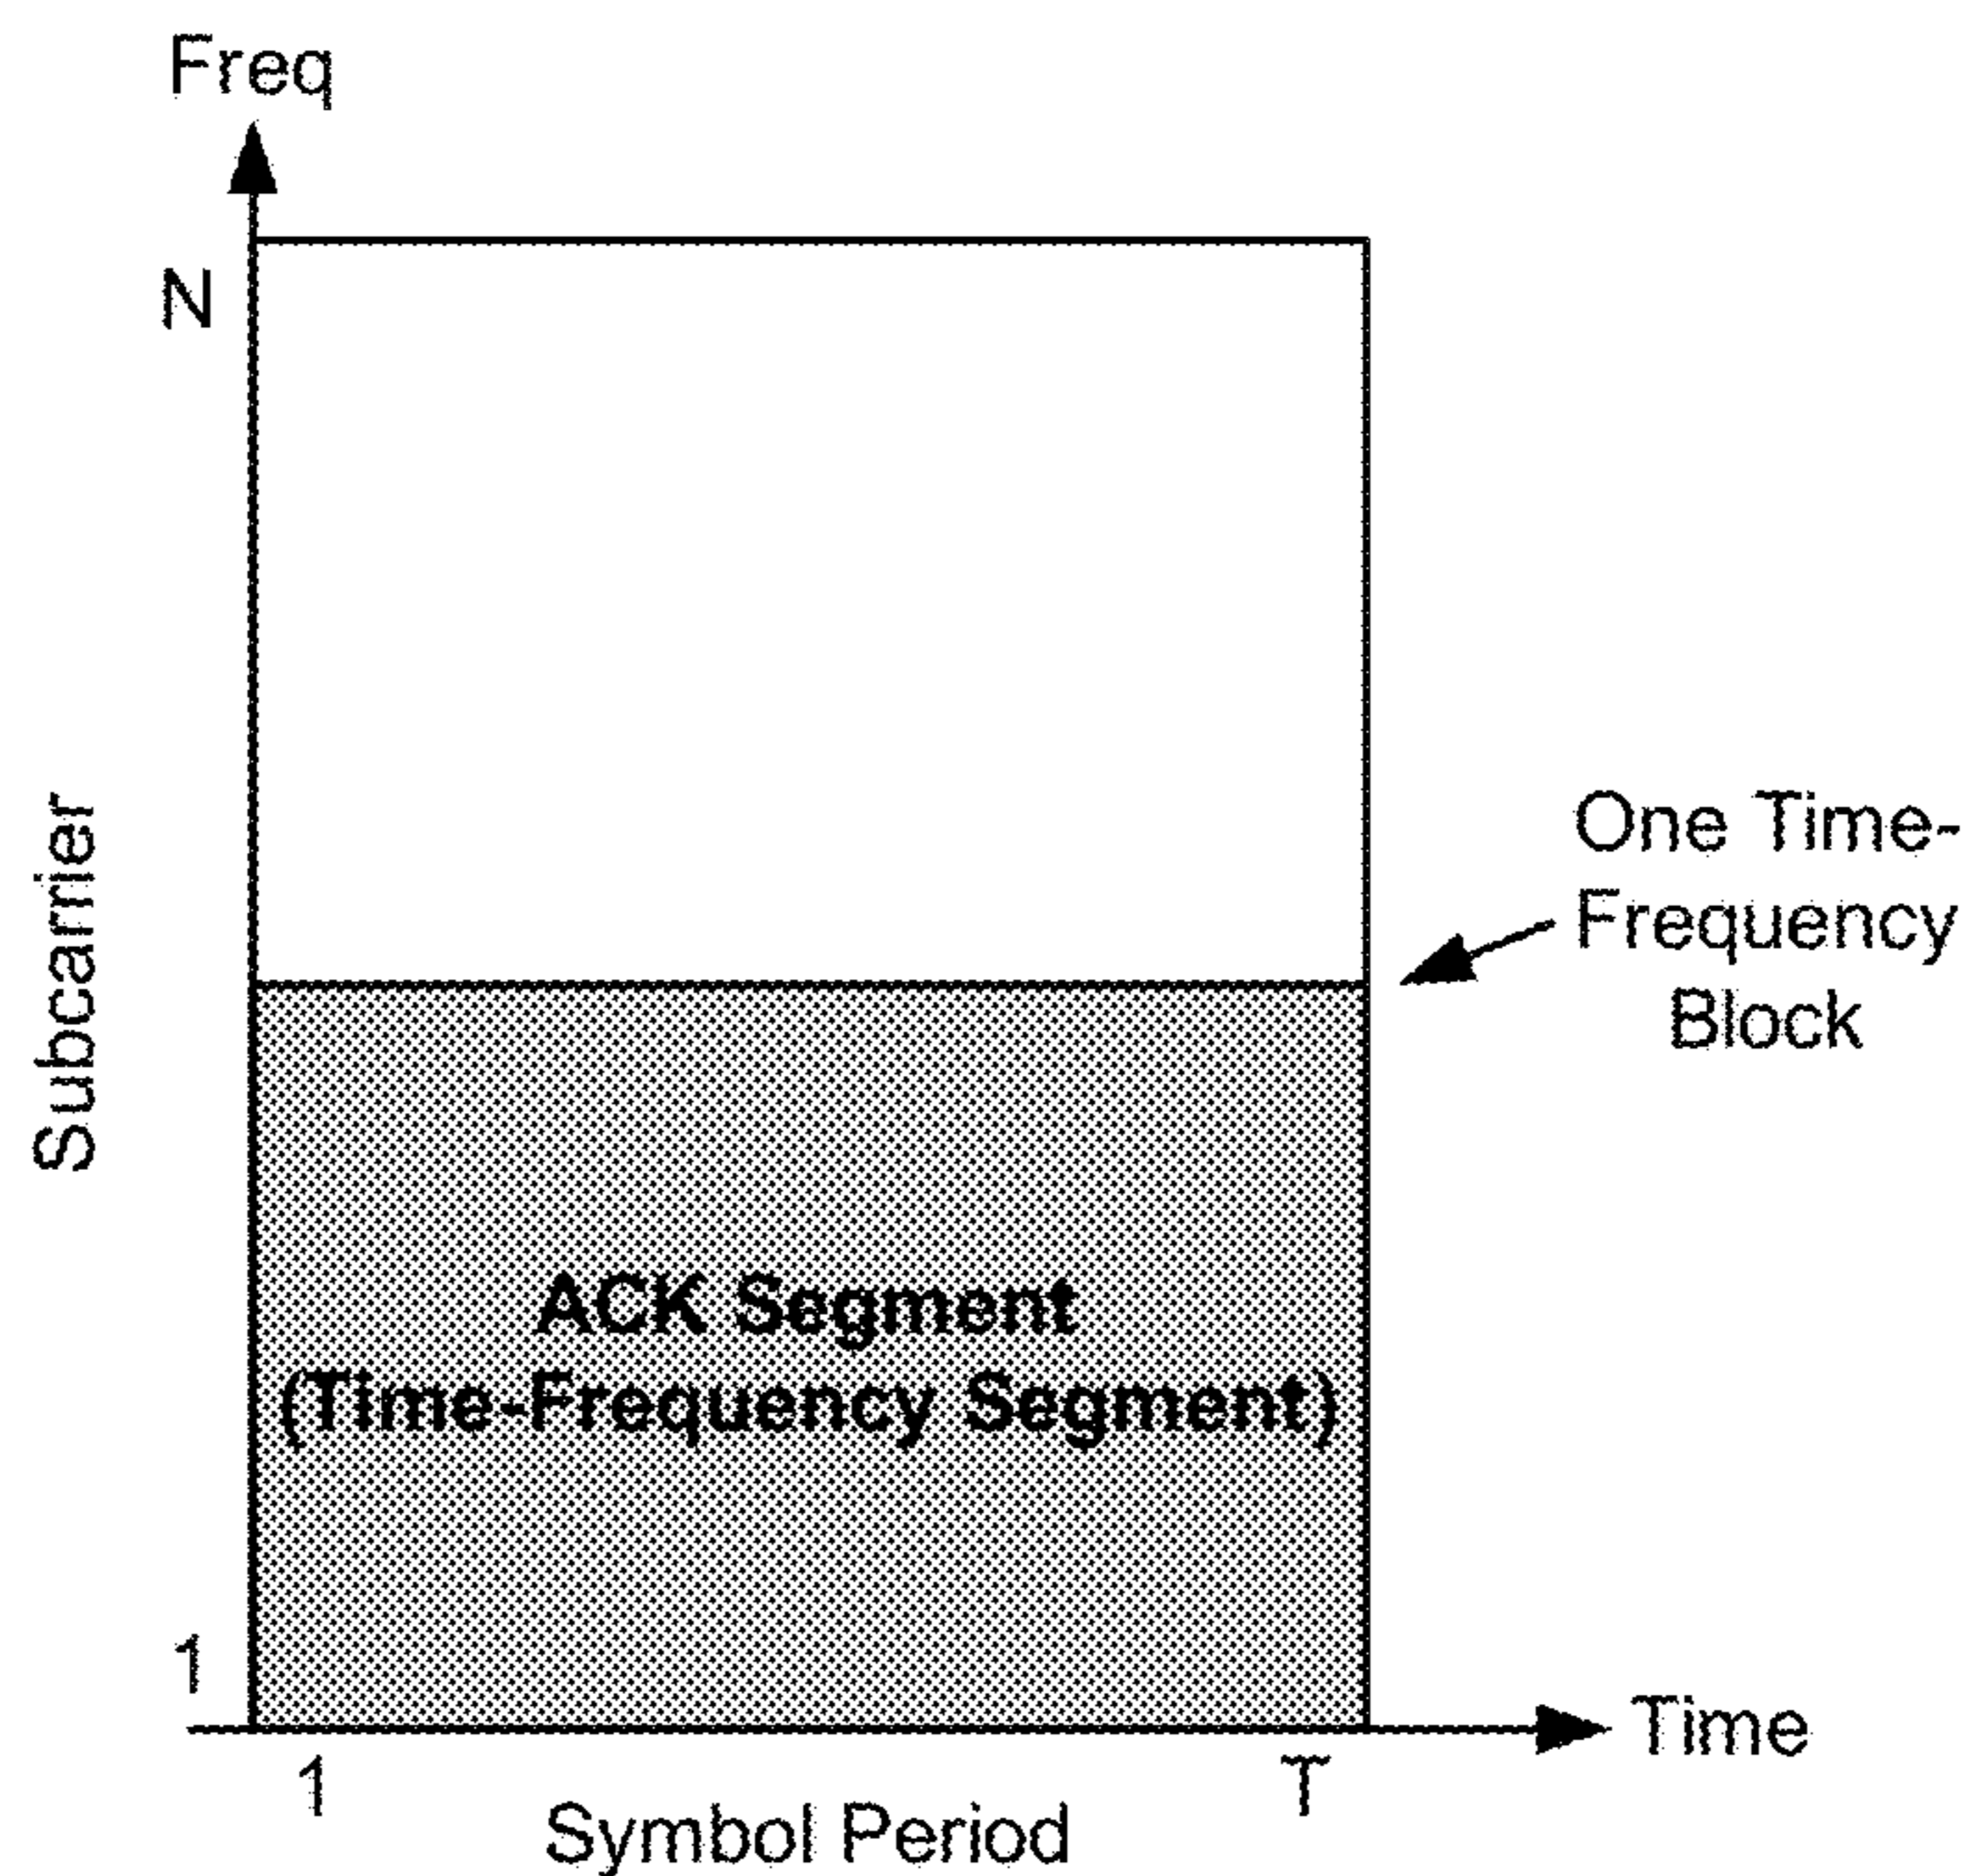 Freq
N
Subcarrier
One Time-
Frequency
Block
ACK Segment
(Time-Frequency Segment)
1
Time
1
T
Symbol Period